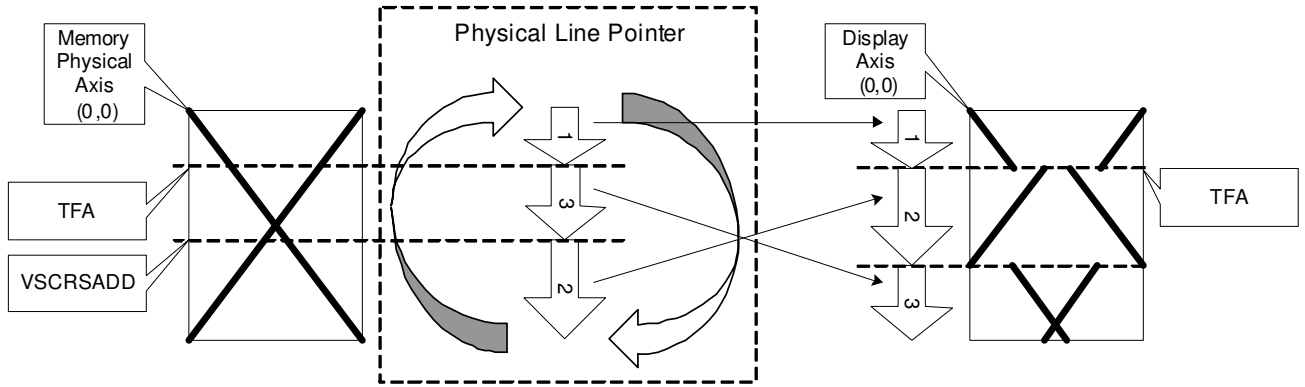 Physical Line Pointer
Memory
Physical
Axis
(0,0)
Display
Axis
(0,0)
1
1
TFA
3
2
TFA
VSCRSADD
2
3